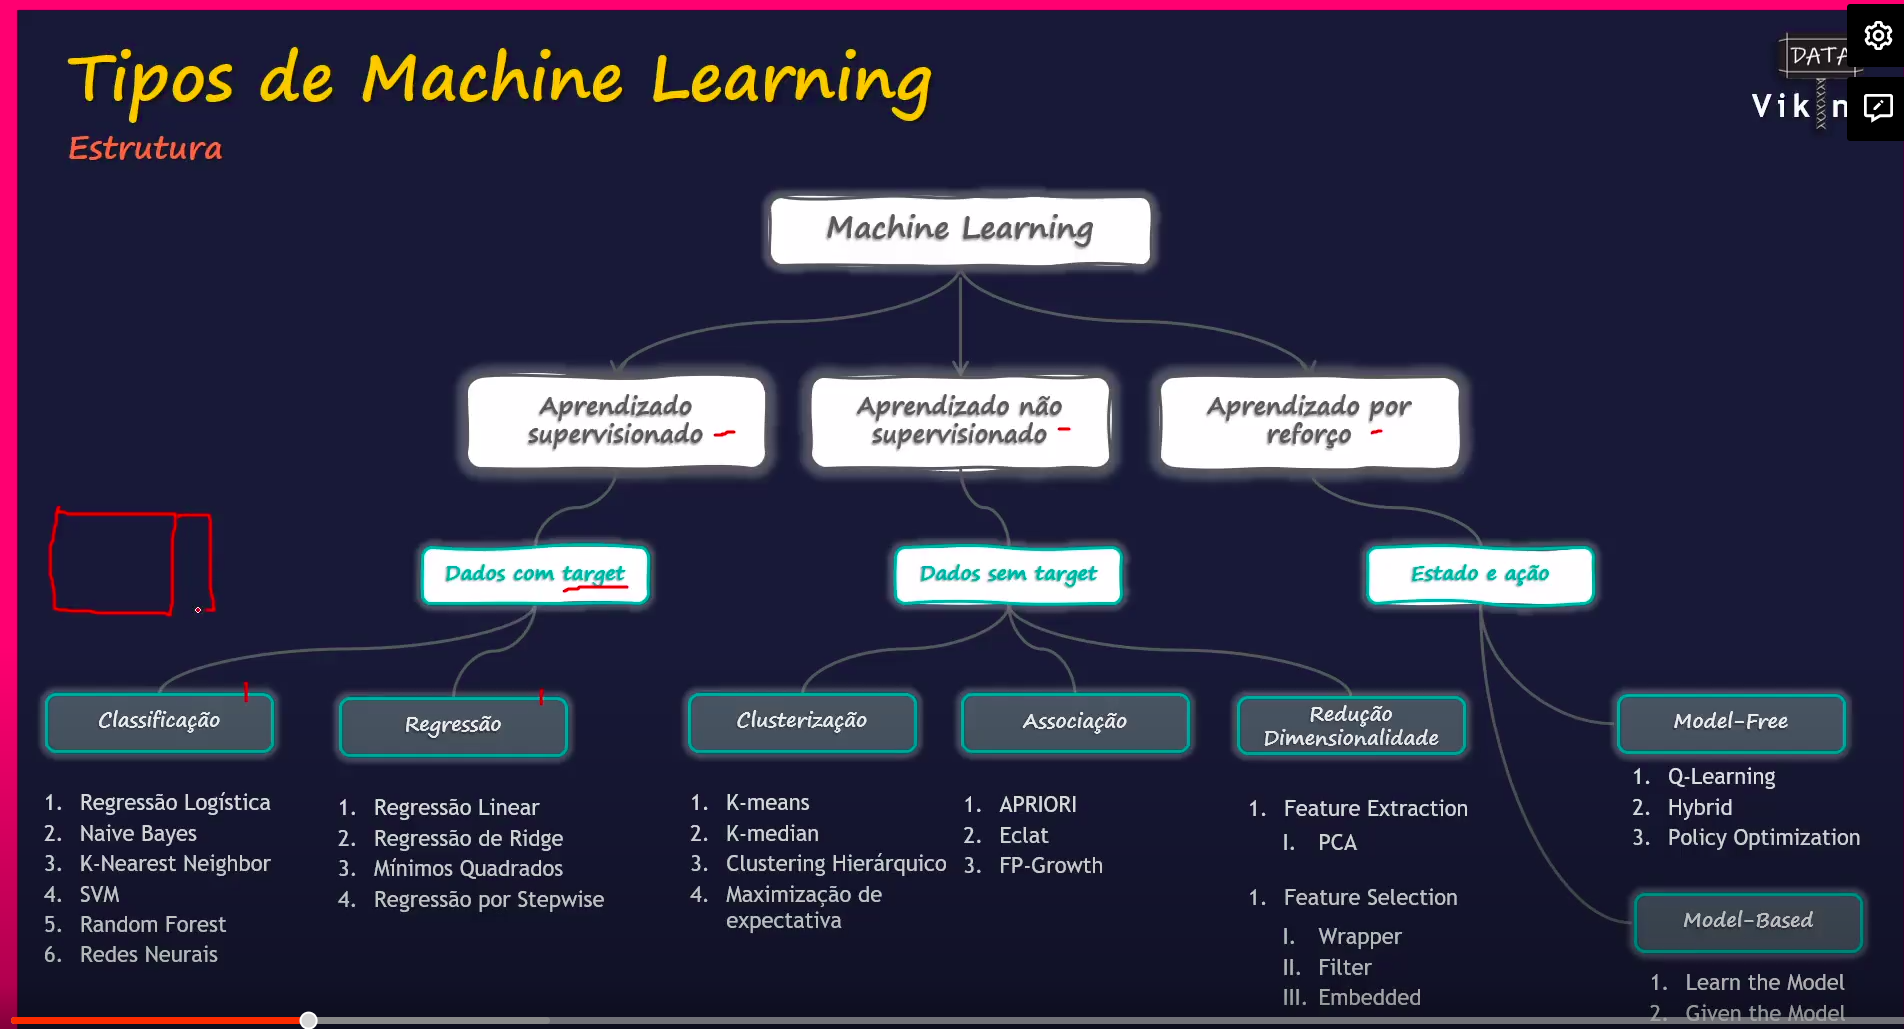 Tipos de Machine Learning
Estrutura
DATA
Vik n
Machine Learning
Aprendizado
supervisionado
Aprendizado não
supervisionado
Aprendizado por
reforço
Dados com target
Dados sem target
Estado e ação
Classificação
1. Regressão Logística
2. Naive Bayes
3. K-Nearest Neighbor
4. SVM
5. Random Forest
6. Redes Neurais
Regressão
1. Regressão Linear
2. Regressão de Ridge
3. Mínimos Quadrados
4. Regressão por Stepwise
Clusterização
1. K-means
2. K-median
3. Clustering Hierárquico
4. Maximização de
expectativa
Associação
1. APRIORI
2. Eclat
3. FP-Growth
Redução
Dimensionalidade
1. Feature Extraction
I. PCA
1. Feature Selection
I. Wrapper
II. Filter
III. Embedded
Model-Free
1. Q-Learning
2. Hybrid
3. Policy Optimization
Model-Based
1. Learn the Model
2. Given the Model